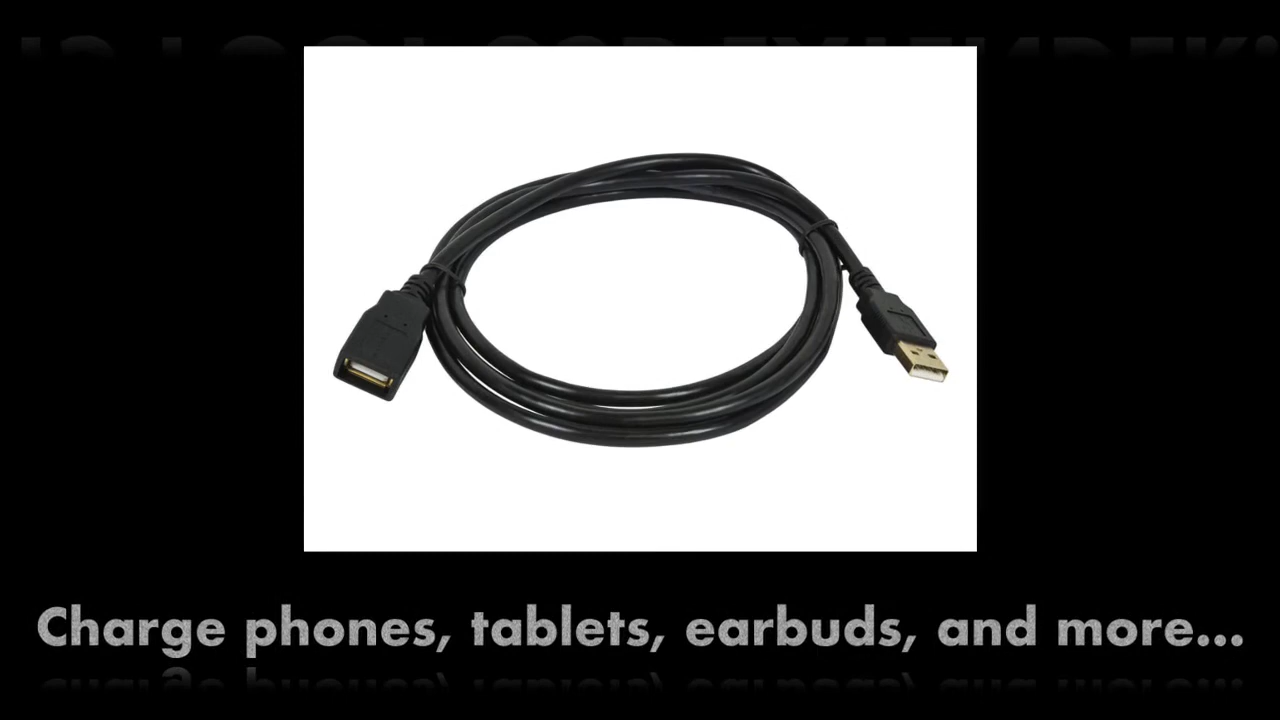 Charge phones, tablets, earbuds, and more...